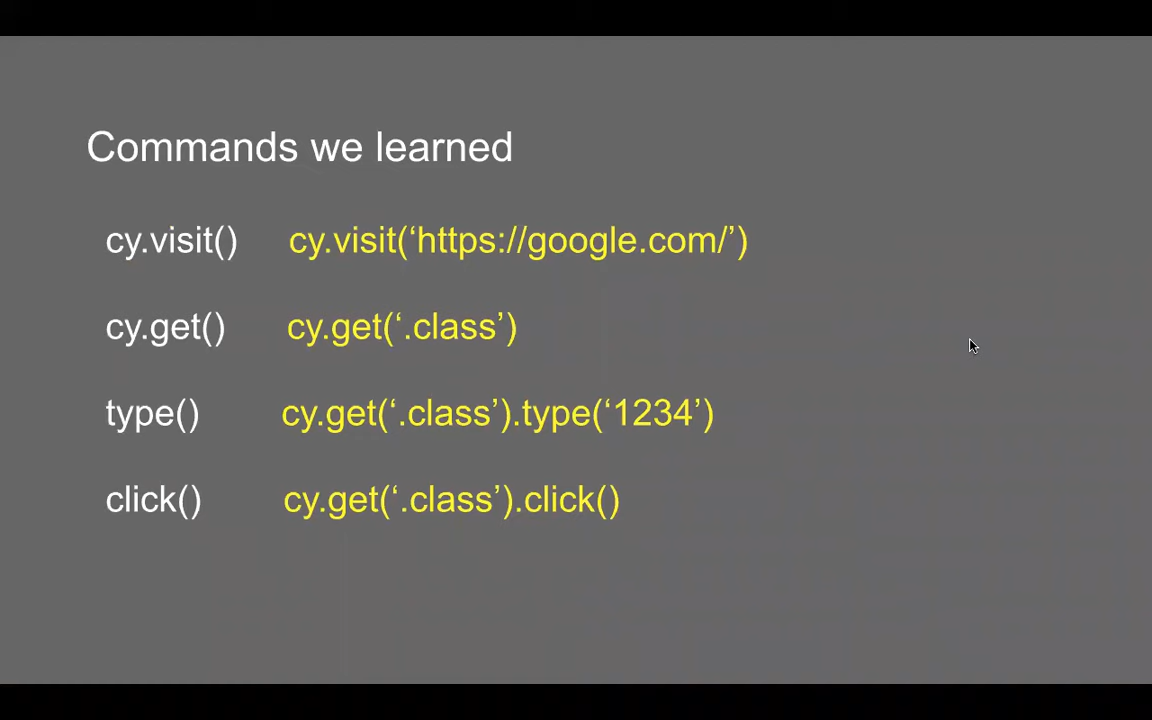 Commands we learned
cy.visit() cy.visit(‘https://google.com/’)
cy.get() cy.get(‘.class’)
type() cy.get(‘.class’).type(‘1234’)
click() cy.get(‘.class’).click()